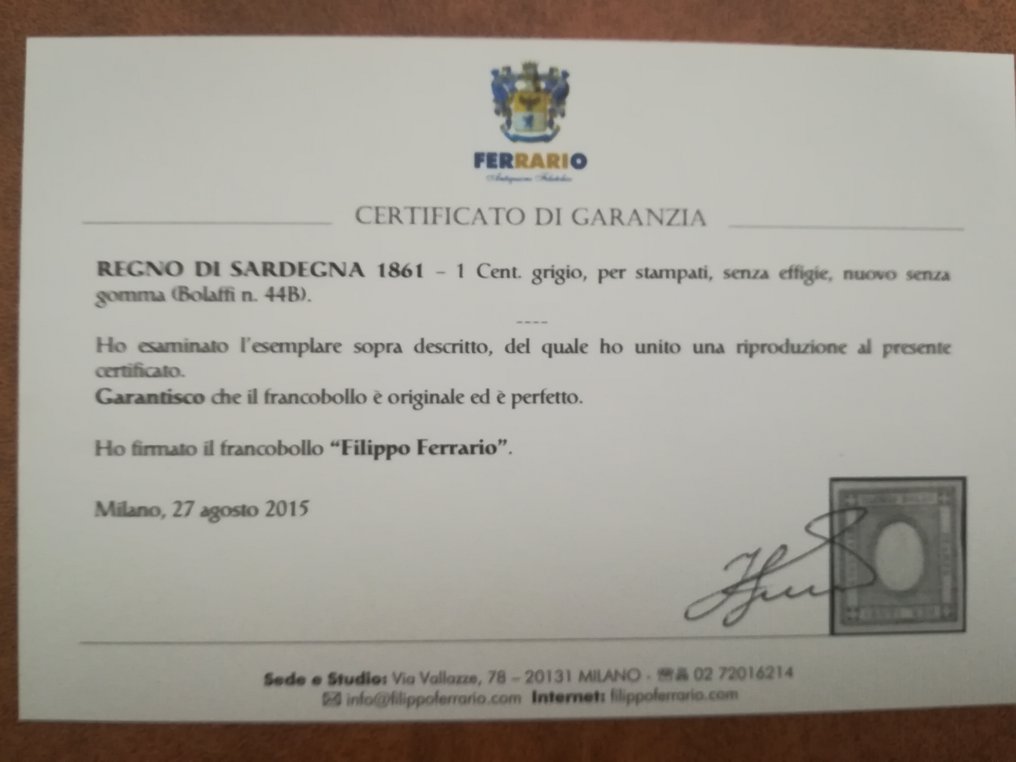 FERRARIO
Antiquariato Filatelico
CERTIFICATO DI GARANZIA
REGNO DI SARDEGNA 1861 – 1 Cent. grigio, per stampati, senza effigie, nuovo senza
gomma (Bolaffi n. 44B).
----
Ho esaminato l'esemplare sopra descritto, del quale ho unito una riproduzione al presente
certificato.
Garantisco che il francobollo è originale ed è perfetto.
Ho firmato il francobollo “Filippo Ferrario”.
Milano, 27 agosto 2015
Sede e Studio: Via Vallazze, 78 – 20131 MILANO - 02 72016214
info@filippoferrario.com Internet: filippoferrario.com